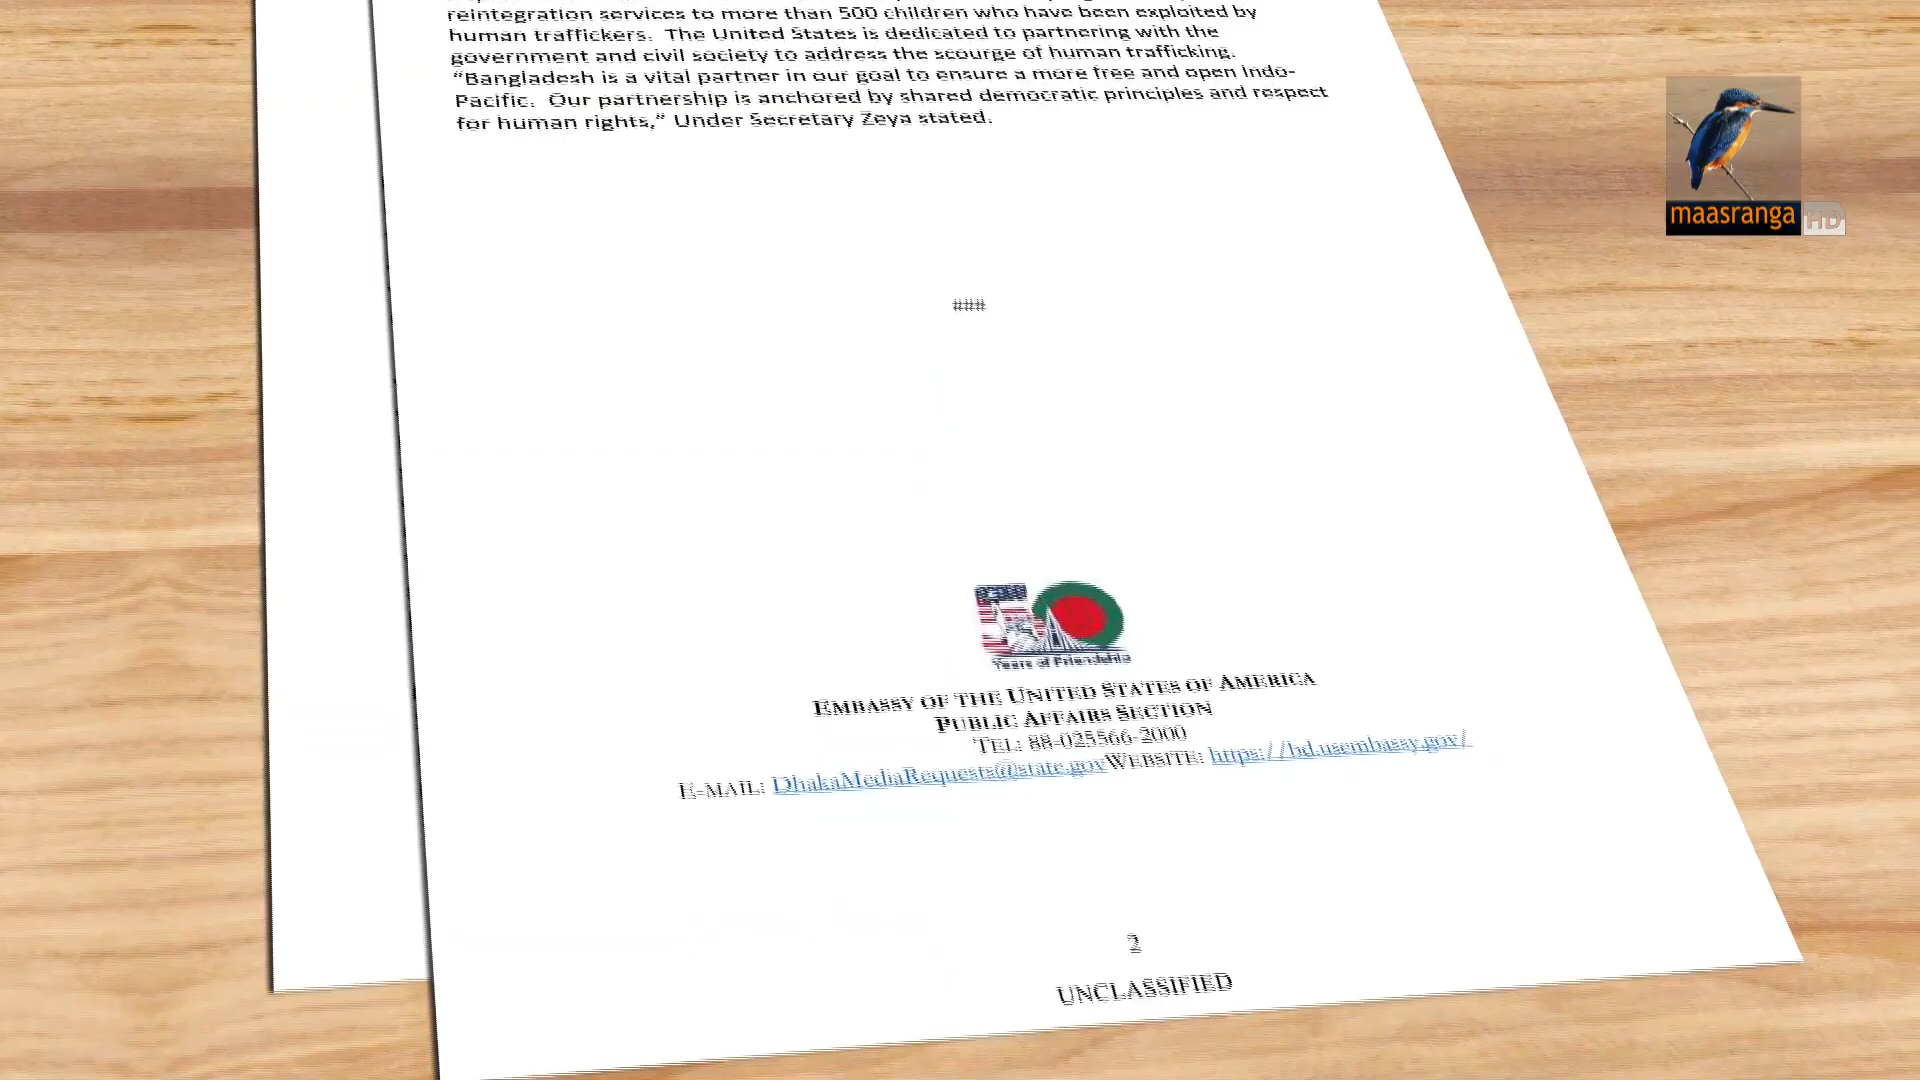 reintegration services to more than 500 children who have been exploited by
human traffickers. The United States is dedicated to partnering with the
government and civil society to address the scourge of human trafficking.
“Bangladesh is a vital partner in our goal to ensure a more free and open Indo-
Pacific. Our partnership is anchored by shared democratic principles and respect
for human rights,” Under Secretary Zeya stated.
maasranga HD
###
Years of Friendship
EMBASSY OF THE UNITED STATES OF AMERICA
PUBLIC AFFAIRS SECTION
TEL: 88-025566-2000
E-MAIL: DhakaMediaRequests@state.govWEBSITE: https://bd.usembassy.gov/
2
UNCLASSIFIED